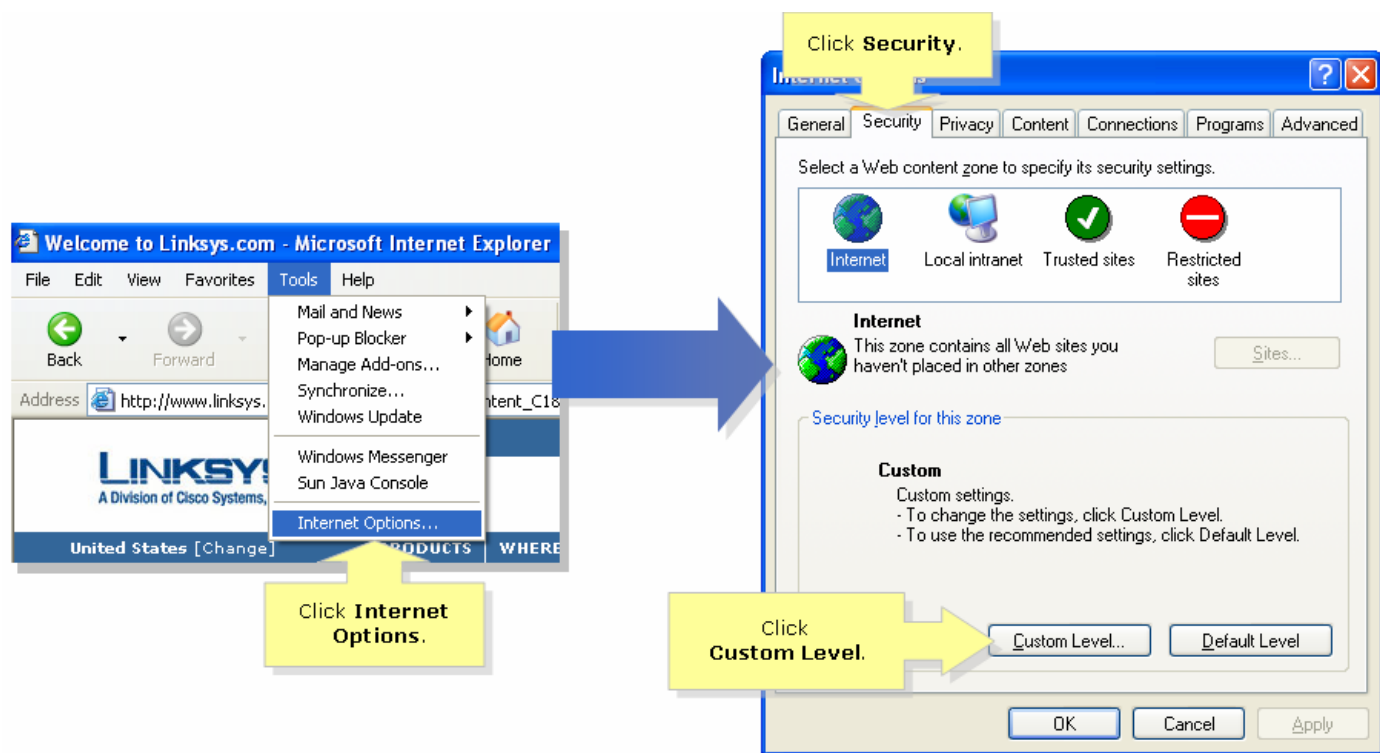 Click Security.
Welcome to Linksys.com - Microsoft Internet Explorer
File Edit View Favorites Tools Help
Back
Forward
Home
Mail and News
Pop-up Blocker
Manage Add-ons...
Synchronize...
Windows Update
Windows Messenger
Sun Java Console
Internet Options...
Address http://www.linksys.
ntent_C18
LINKSYS
A Division of Cisco Systems,
United States [Change]
PRODUCTS
WHERE
Click Internet
Options.
General Security Privacy Content Connections Programs Advanced
Select a Web content zone to specify its security settings.
Internet
Local intranet
Trusted sites
Restricted
sites
Internet
This zone contains all Web sites you
haven't placed in other zones
Sites...
Security level for this zone
Custom
Custom settings.
- To change the settings, click Custom Level.
- To use the recommended settings, click Default Level.
Click
Custom Level.
Custom Level...
Default Level
OK
Cancel
Apply